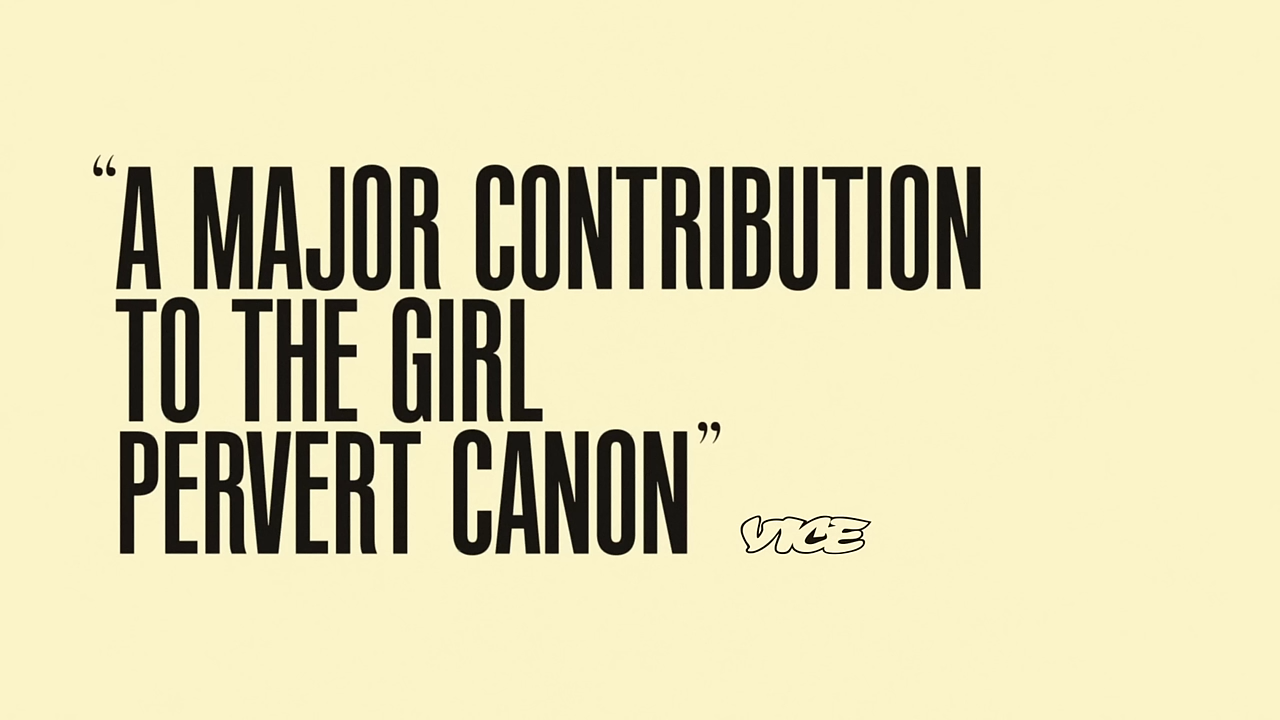 “A MAJOR CONTRIBUTION
TO THE GIRL
PERVERT CANON”
VICE